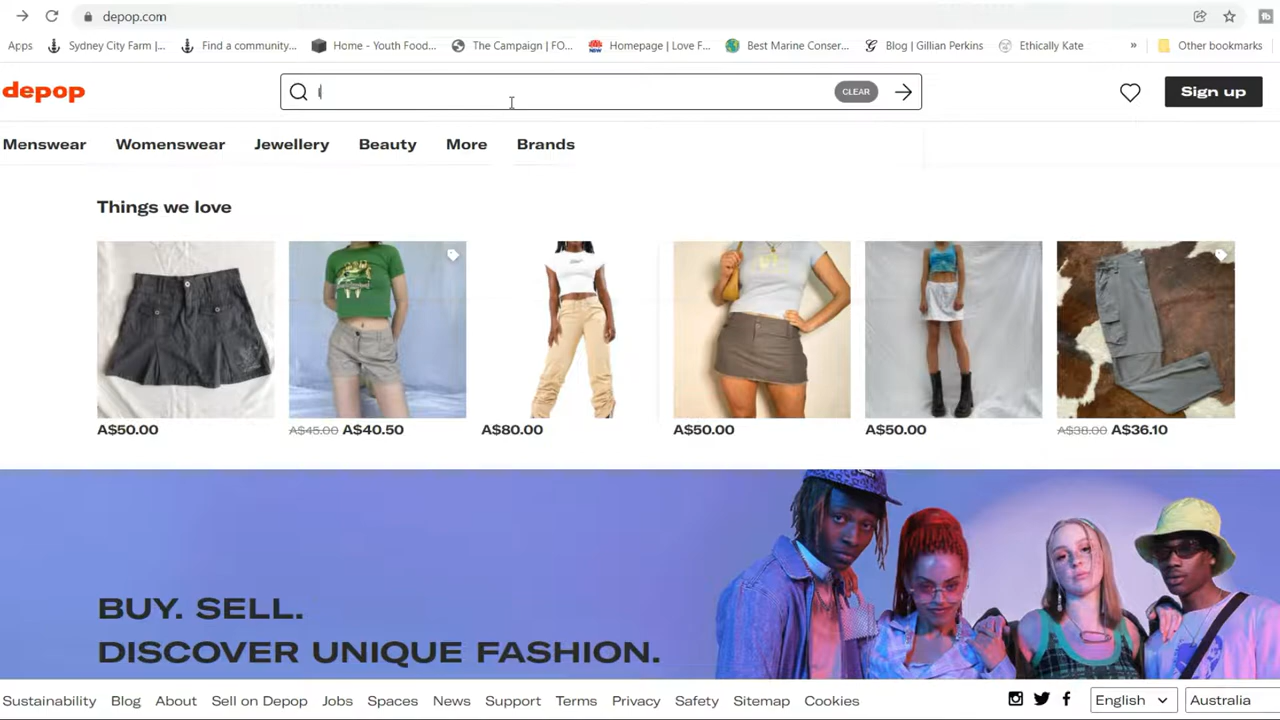 depop.com
Apps Sydney City Farm |... Find a community... Home - Youth Food... The Campaign | FO... Homepage | Love F... Best Marine Conser... Blog | Gillian Perkins Ethically Kate » Other bookmarks
depop CLEAR Sign up
Menswear Womenswear Jewellery Beauty More Brands
Things we love
A$50.00 A$45.00 A$40.50 A$80.00 A$50.00 A$50.00 A$38.00 A$36.10
BUY. SELL.
DISCOVER UNIQUE FASHION.
Sustainability Blog About Sell on Depop Jobs Spaces News Support Terms Privacy Safety Sitemap Cookies English Australia